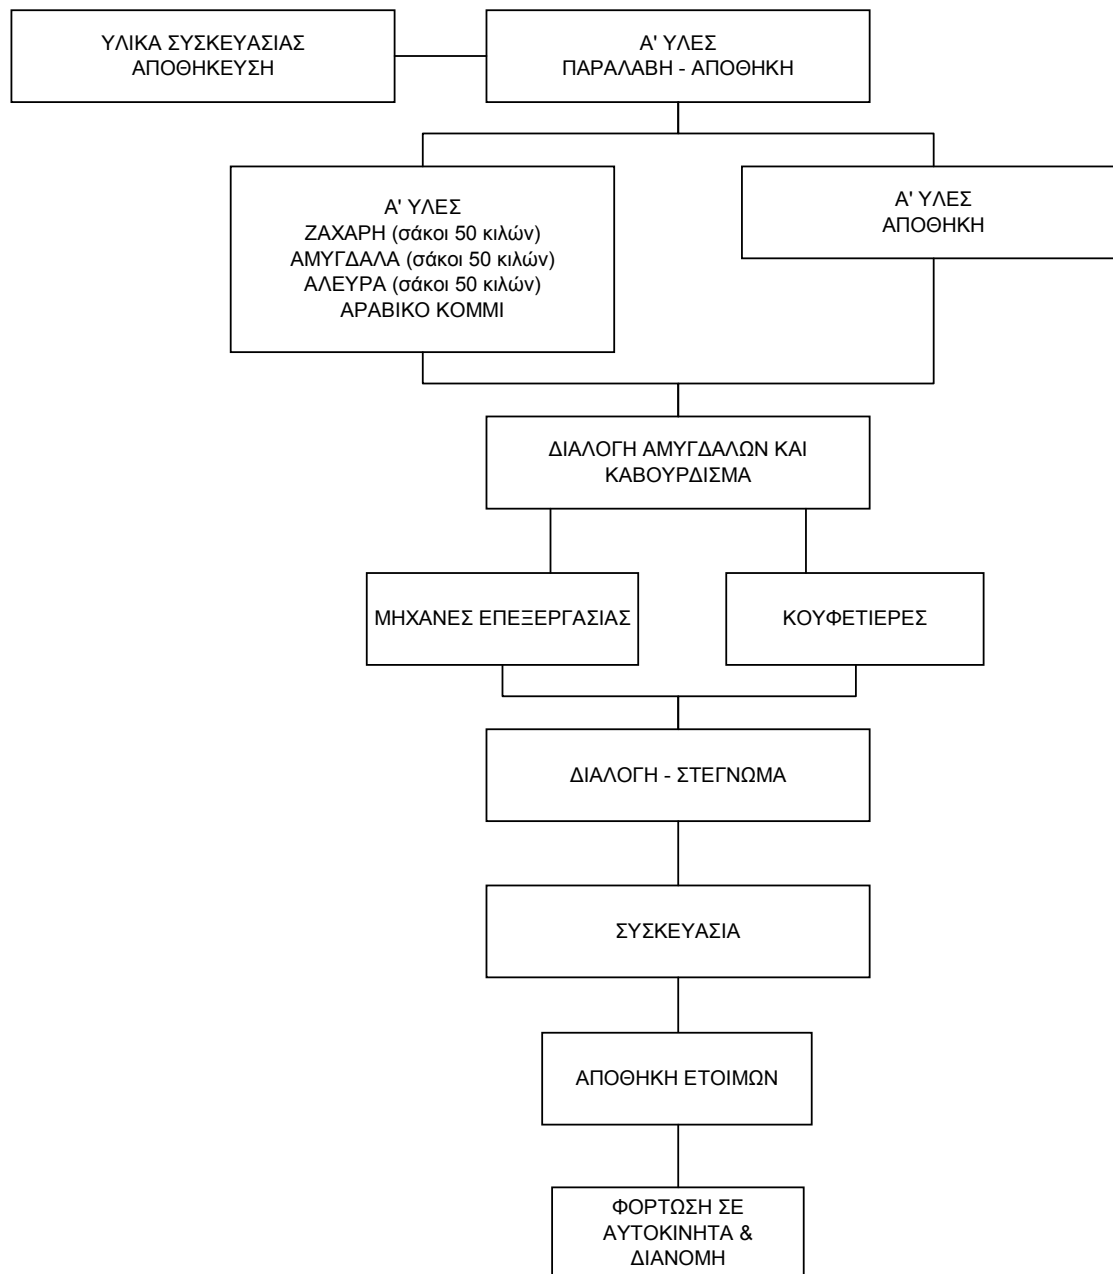 ΥΛΙΚΑ ΣΥΣΚΕΥΑΣΙΑΣ
ΑΠΟΘΗΚΕΥΣΗ
Α' ΥΛΕΣ
ΠΑΡΑΛΑΒΗ - ΑΠΟΘΗΚΗ
Α' ΥΛΕΣ
ΖΑΧΑΡΗ (σάκοι 50 κιλών)
ΑΜΥΓΔΑΛΑ (σάκοι 50 κιλών)
ΑΛΕΥΡΑ (σάκοι 50 κιλών)
ΑΡΑΒΙΚΟ ΚΟΜΜΙ
Α' ΥΛΕΣ
ΑΠΟΘΗΚΗ
ΔΙΑΛΟΓΗ ΑΜΥΓΔΑΛΩΝ ΚΑΙ
ΚΑΒΟΥΡΔΙΣΜΑ
ΜΗΧΑΝΕΣ ΕΠΕΞΕΡΓΑΣΙΑΣ
ΚΟΥΦΕΤΙΕΡΕΣ
ΔΙΑΛΟΓΗ - ΣΤΕΓΝΩΜΑ
ΣΥΣΚΕΥΑΣΙΑ
ΑΠΟΘΗΚΗ ΕΤΟΙΜΩΝ
ΦΟΡΤΩΣΗ ΣΕ
ΑΥΤΟΚΙΝΗΤΑ &
ΔΙΑΝΟΜΗ